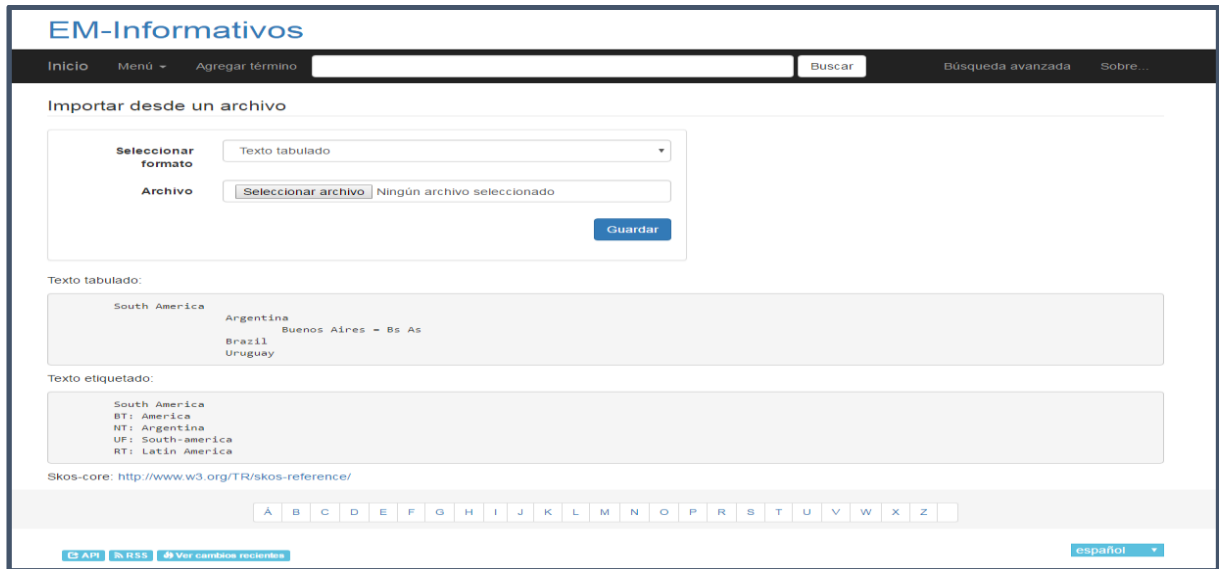 EM-Informativos
Inicio Menú Agregar término Buscar Búsqueda avanzada Sobre...
Importar desde un archivo
Seleccionar formato Texto tabulado
Archivo Seleccionar archivo Ningún archivo seleccionado
Guardar
Texto tabulado:
South America
Argentina
Buenos Aires = Bs As
Brazil
Uruguay
Texto etiquetado:
South America
BT: America
NT: Argentina
UF: South-america
RT: Latin America
Skos-core: http://www.w3.org/TR/skos-reference/
Á B C D E F G H I J K L M N O P R S T U V W X Z
API RSS Ver cambios recientes español